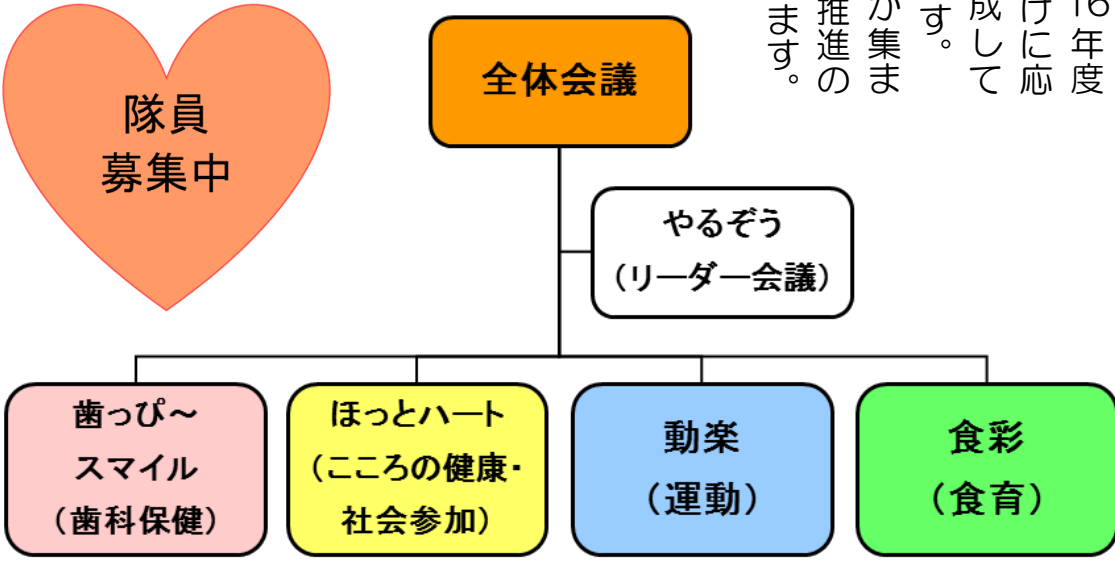 16年度
けに応
成して
す。
が集ま
推進の
ます。
隊員
募集中
全体会議
やるぞう
（リーダー会議）
歯っぴ～
スマイル
（歯科保健）
ほっとハート
（こころの健康・
社会参加）
動楽
（運動）
食彩
（食育）